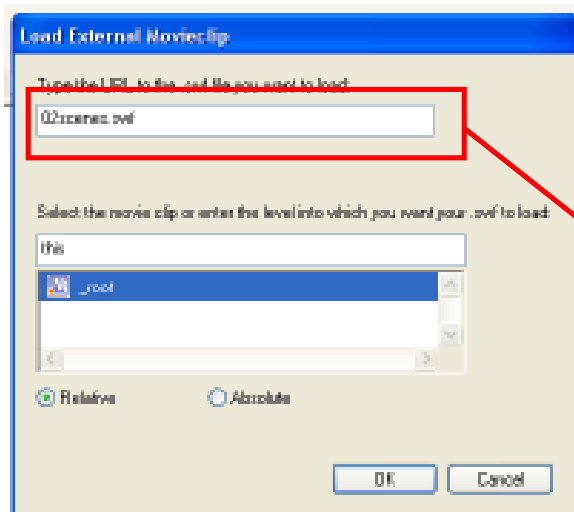 Load External Movieclip
Type the URL to the .swf file you want to load:
02scenes.swf
Select the movie clip or enter the level into which you want your .swf to load:
this
_root
Relative
Absolute
OK
Cancel